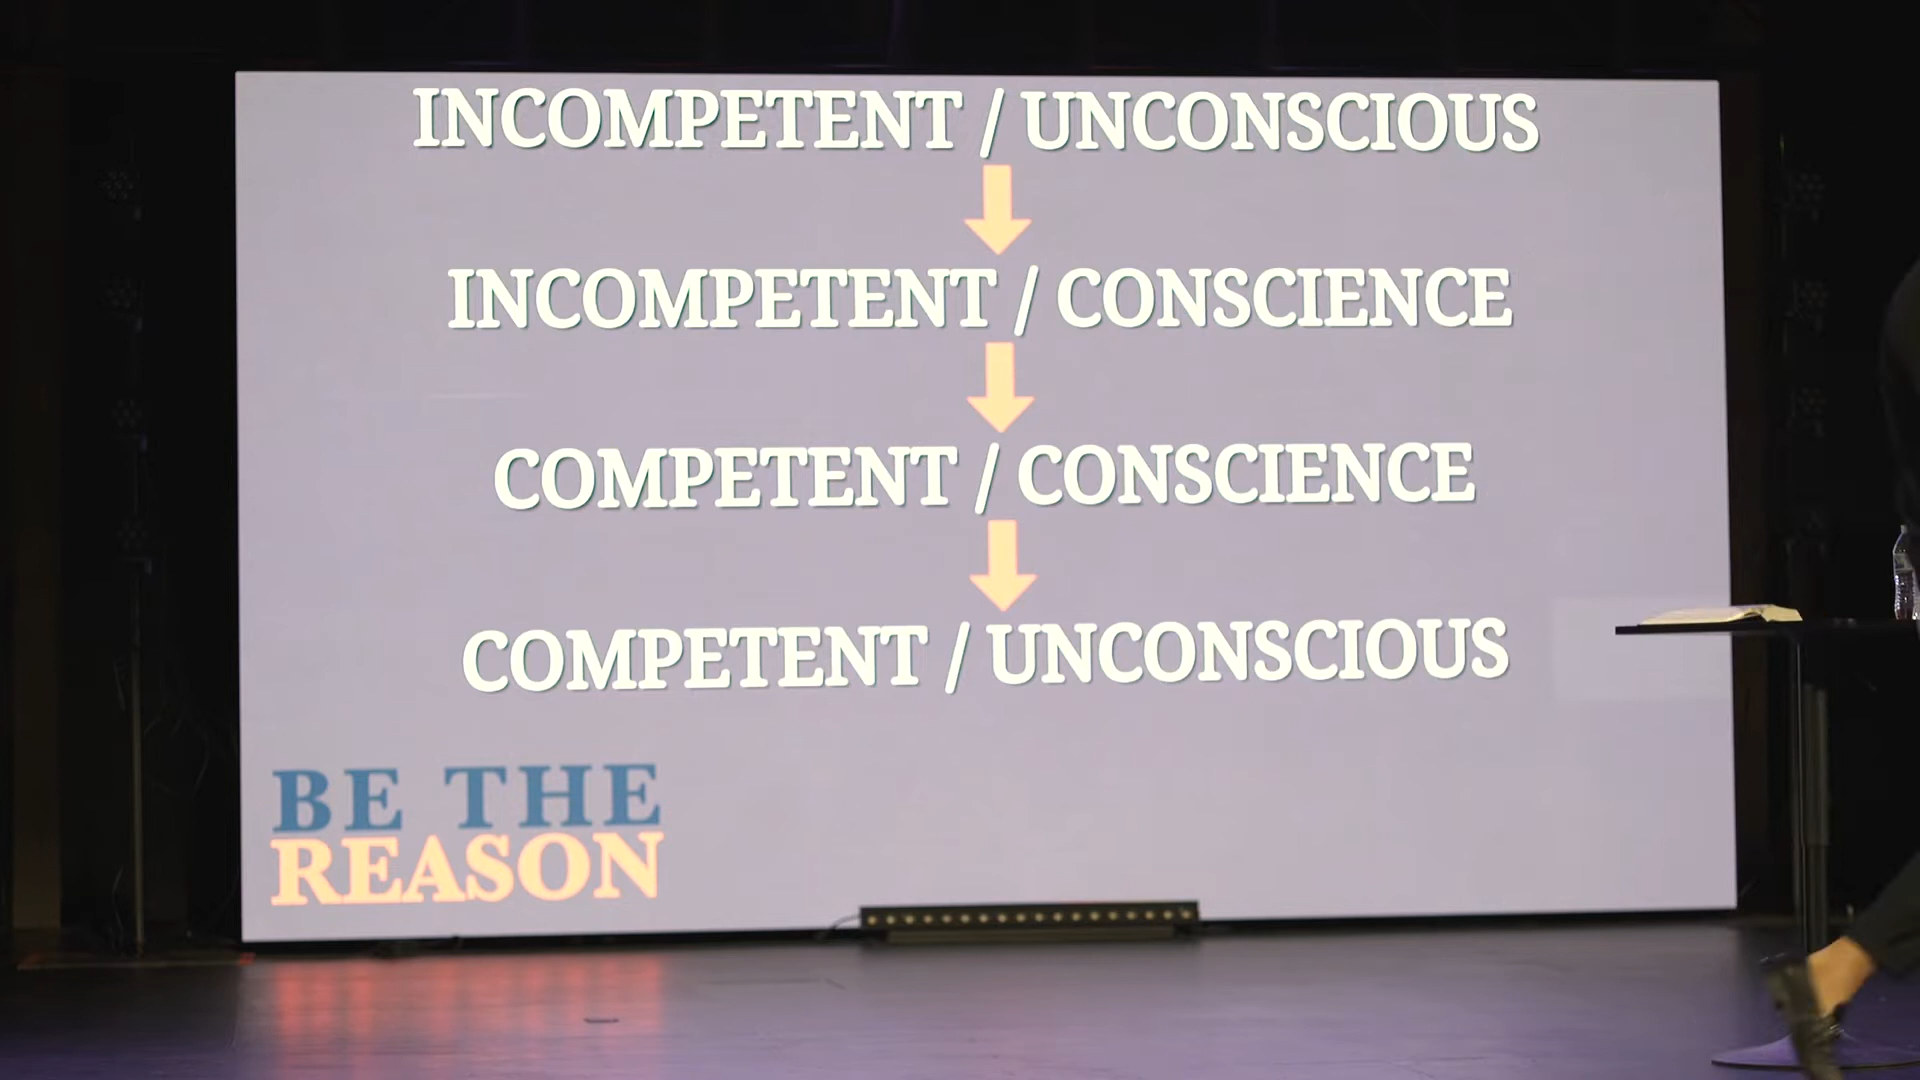 INCOMPETENT / UNCONSCIOUS
INCOMPETENT / CONSCIENCE
COMPETENT / CONSCIENCE
COMPETENT / UNCONSCIOUS
BE THE
REASON